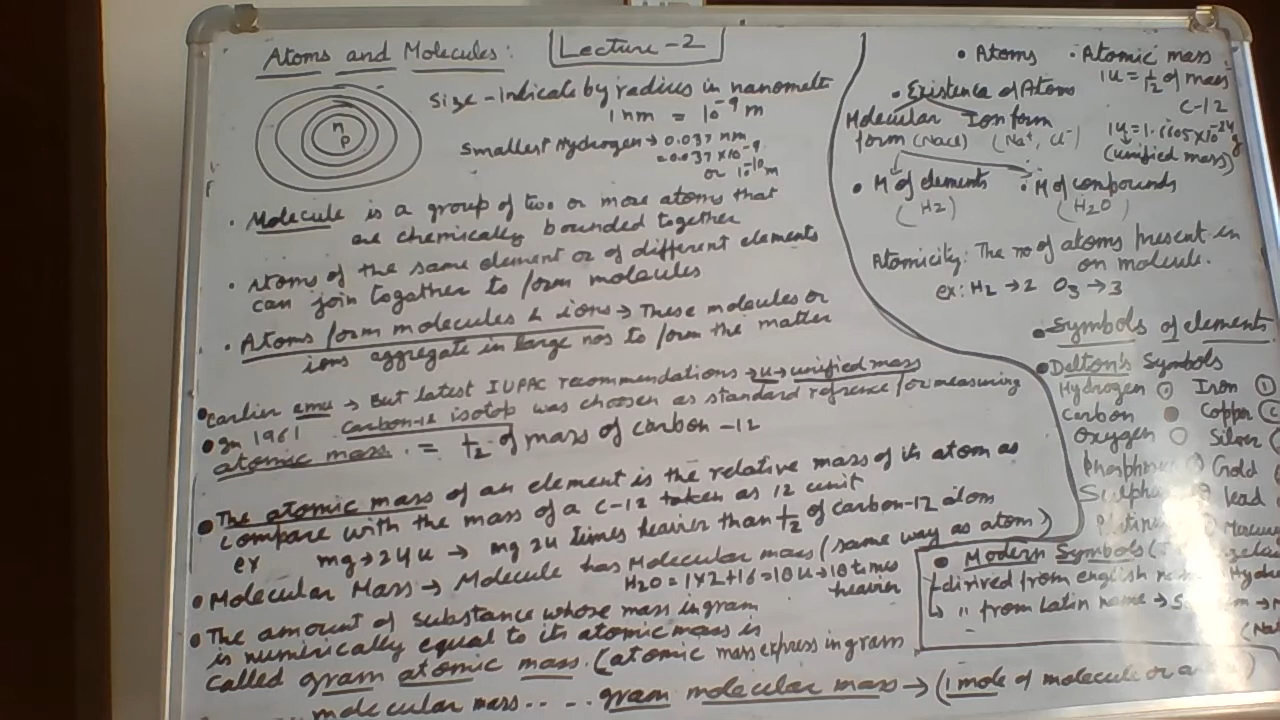 Atoms and Molecules:
Lecture-2
n
p
Size - Indicate by radius in nanomete
1 nm = 10⁻⁹ m
Smallest Hydrogen → 0.037 nm
= 0.037 x 10⁻⁹
or 10⁻¹⁰ m
• Molecule is a group of two or more atoms that
are chemically bounded together
• Atoms of the same element or of different elements
can join togather to form molecules
• Atoms form molecules & ions → These molecules or
ions aggregate in large nos to form the matter
• Earlier amu → But latest IUPAC recommendations → u → unified mass
• In 1961 Carbon-12 isotop was choosen as standard refrence for measuring
atomic mass. = 1/12 of mass of carbon -12
• The atomic mass of an element is the relative mass of its atom as
compare with the mass of a C-12 taken as 12 unit
ex mg → 24 u → mg 24 times heavier than 1/12 of carbon-12 atom
• Molecular Mass → Molecule has Molecular mass (same way as atom)
H2O = 1x2+16 = 18 u → 18 times
heavier
• The amount of substance whose mass in gram
is numerically equal to its atomic mass is
called gram atomic mass. (atomic mass express in gram
molecular mass.. .... gram molecular mass → (1 mole of molecule or
• Atoms
• Existence of Atoms
Molecular Ion form
form (Nacl) (Na⁺, Cl⁻)
• M of elements • M of compounds
(H2) (H2O)
• Atomic mass :
1u = 1/12 of mass
C-12
1u = 10⁻²⁴ g
(unified mass)
Atomicity: The no of atoms present in
on molecule.
ex: H2 → 2 O3 → 3
• Symbols of elements
• Delton's Symbols
Hydrogen Iron
Carbon Copper
Oxygen Silver
Phosphorus Gold
Sulphu lead
Platinu Mercur
• Modern Symbols (
→ dirived from english Hydr
→ " from Latin name →
(Na